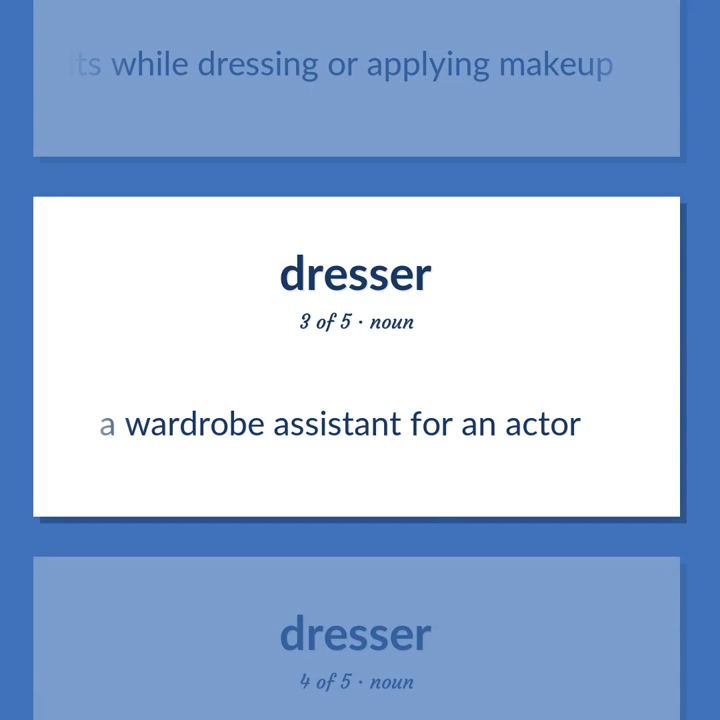 while dressing or applying makeup
dresser
3 of 5 · noun
a wardrobe assistant for an actor
dresser
4 of 5 · noun